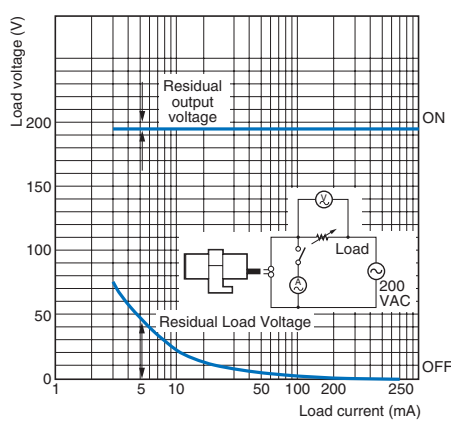 Load voltage (V)
200
150
100
50
0
Residual
output
voltage
ON
V
Load
A
200
VAC
Residual Load Voltage
OFF
1
5
10
50
100
200
250
Load current (mA)